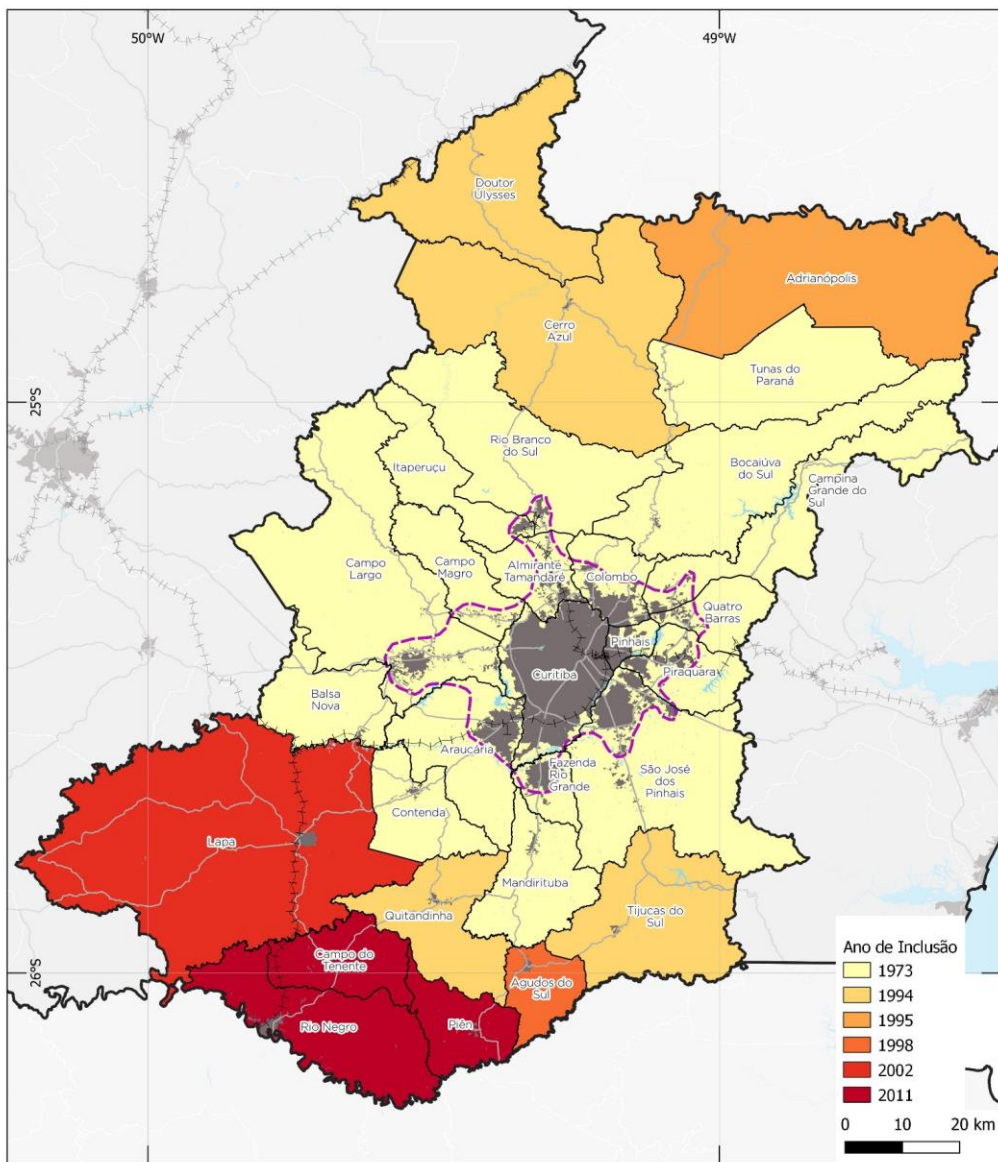 50°W
49°W
Doutor
Ulysses
Adrianópolis
Cerro
Azul
Tunas do
Paraná
25°S
Rio Branco
do Sul
Itaperuçu
Bocaiúva
do Sul
Campina
Grande do
Sul
Campo
Largo
Campo
Magro
Almirante
Tamandaré
Colombo
Quatro
Barras
Pinhais
Piraquara
Curitiba
Balsa
Nova
Araucária
Fazenda
Rio
Grande
São José
dos
Pinhais
Contenda
Lapa
Mandirituba
Quitandinha
Tijucas do
Sul
Campo do
Tenente
26°S
Agudos do
Sul
Rio Negro
Piên
Ano de Inclusão
1973
1994
1995
1998
2002
2011
0 10 20 km